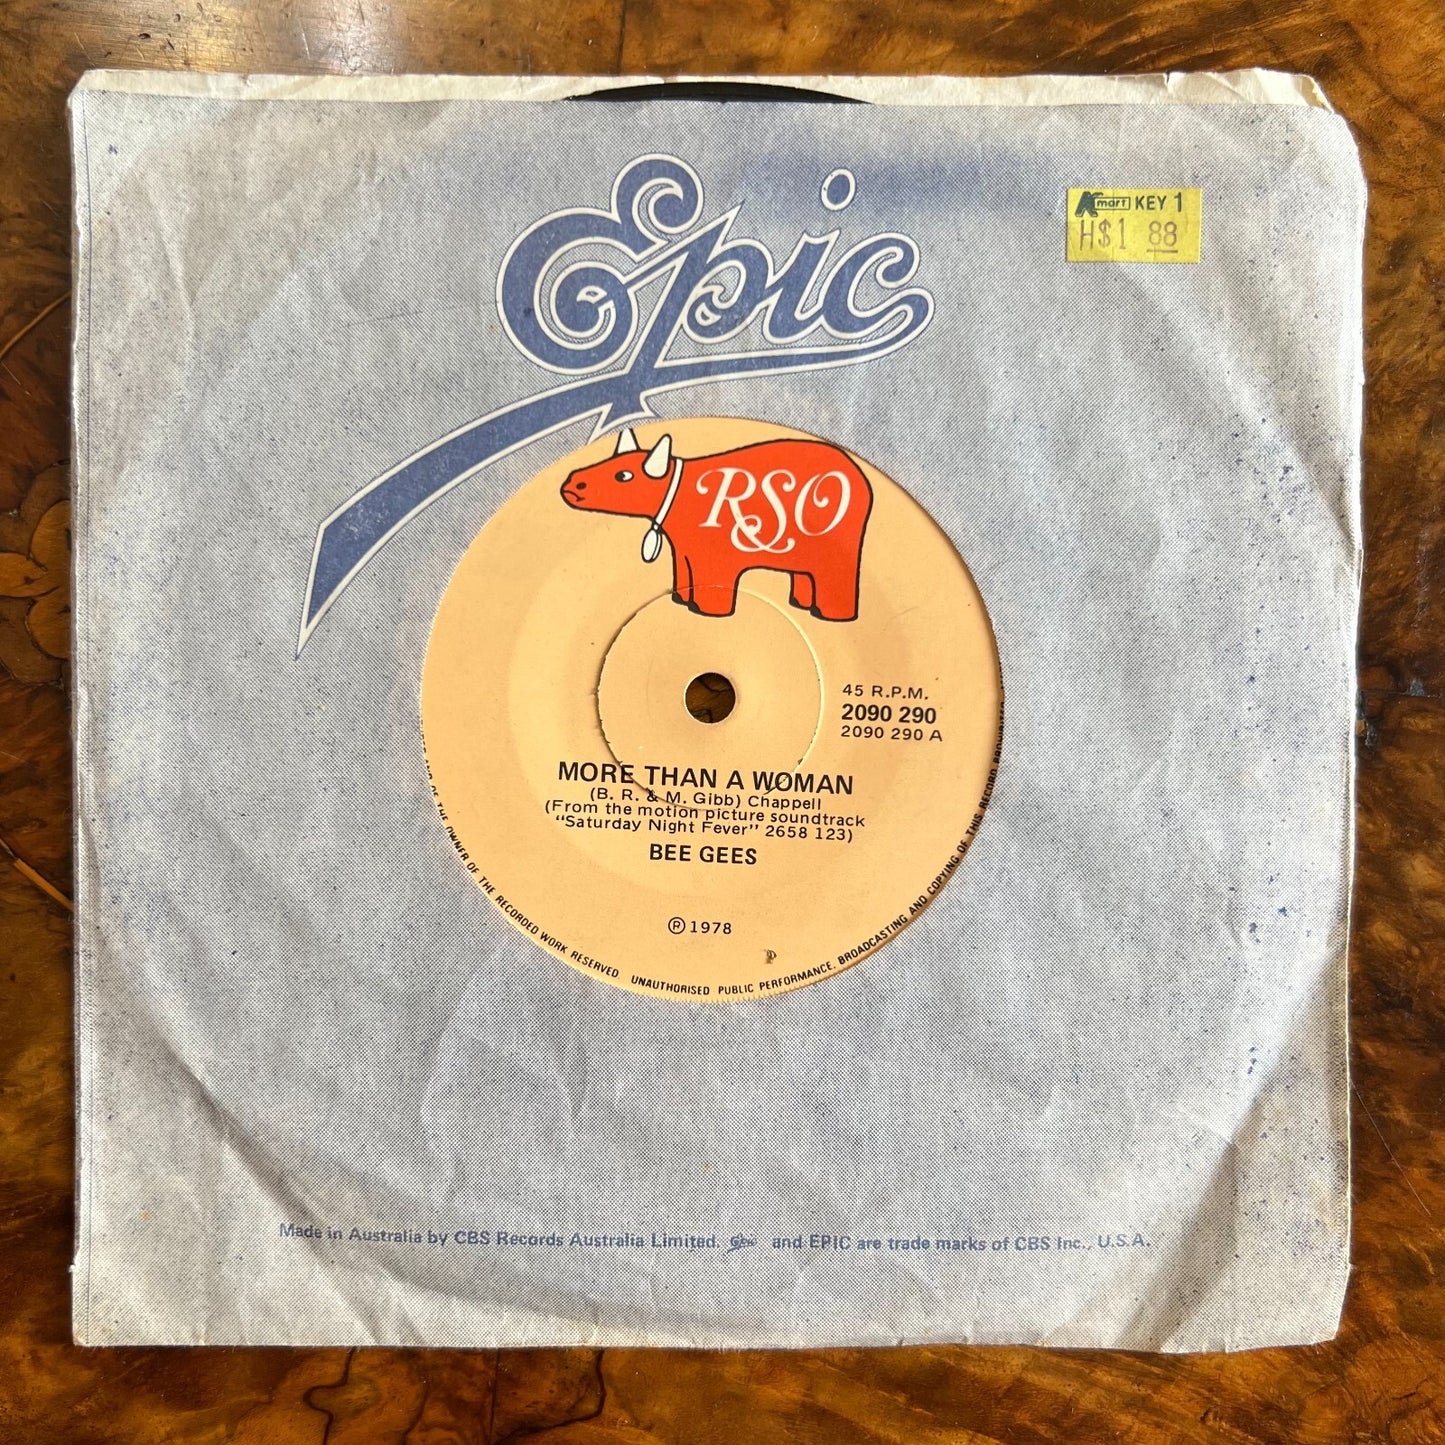 Epic
Kmart KEY 1
H$1 88
RSO
45 R.P.M.
2090 290
2090 290 A
MORE THAN A WOMAN
(B. R. & M. Gibb) Chappell
(From the motion picture soundtrack
"Saturday Night Fever" 2658 123)
BEE GEES
Ⓡ 1978
P
OF THE OWNER OF THE RECORDED WORK RESERVED. UNAUTHORISED PUBLIC PERFORMANCE, BROADCASTING AND COPYING OF THIS RECORD
Made in Australia by CBS Records Australia Limited. Epic and EPIC are trade marks of CBS Inc., U.S.A.